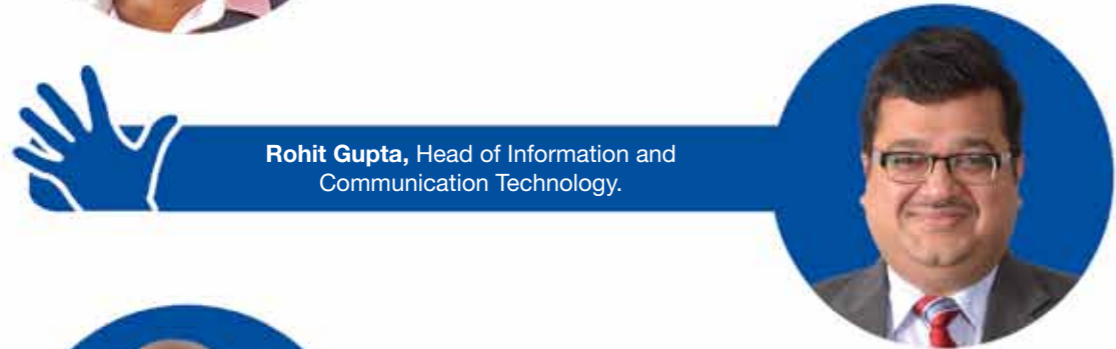 Rohit Gupta, Head of Information and
Communication Technology.